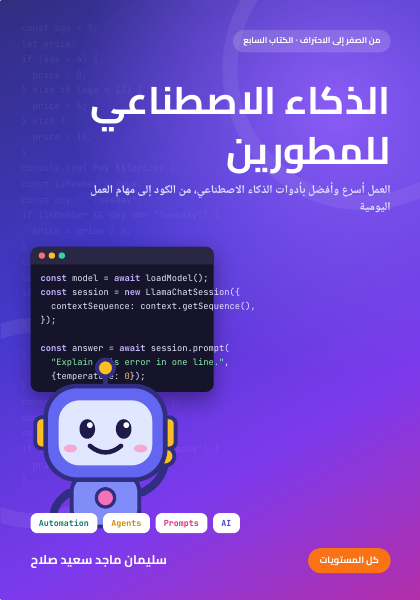 من الصفر إلى الاحتراف · الكتاب السابع
الذكاء الاصطناعي
للمطورين
العمل أسرع وأفضل بأدوات الذكاء الاصطناعي، من الكود إلى مهام العمل
اليومية
const model = await loadModel();
const session = new LlamaChatSession({
contextSequence: context.getSequence(),
});
const answer = await session.prompt(
"Explain this error in one line.",
{temperature: 0});
Automation Agents Prompts AI
سليمان ماجد سعيد صلاح
كل المستويات